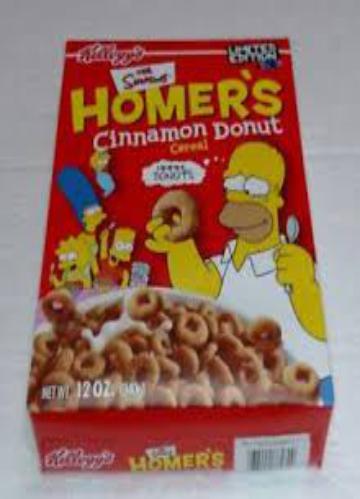 Kellogg's
LIMITED
EDITION
THE
Simpsons
HOMER'S
Cinnamon Donut
Cereal
DONUTS
NET WT. 12 OZ.
Kellogg's
HOMER'S